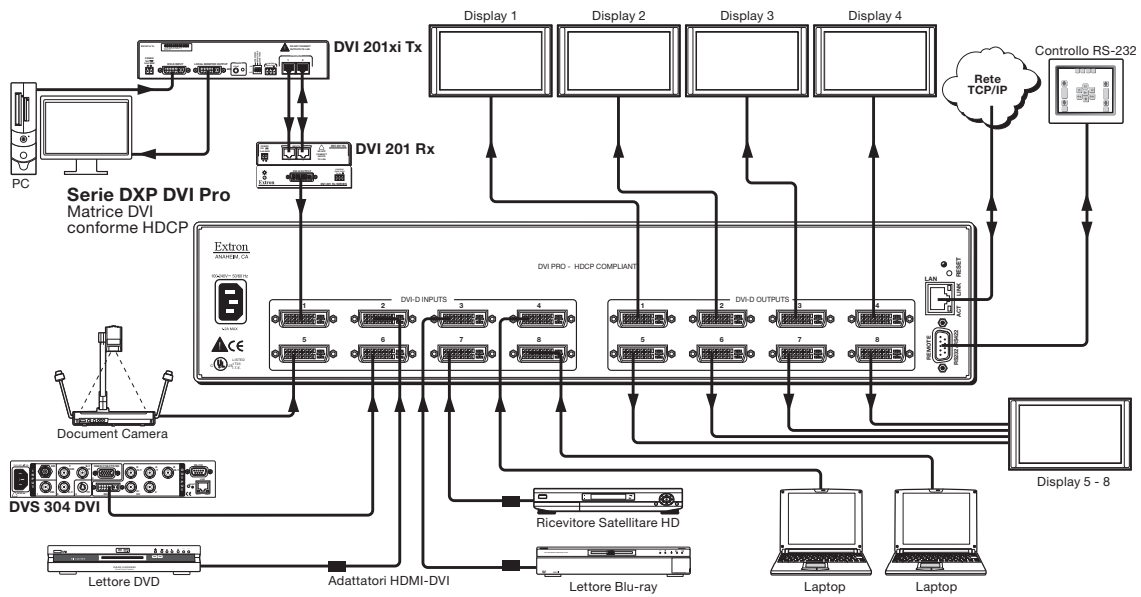 Display 1
Display 2
Display 3
Display 4
DVI 201xi Tx
Controllo RS-232
Rete
TCP/IP
DVI 201 Rx
Extron
PC
Serie DXP DVI Pro
Matrice DVI
conforme HDCP
Extron
ANAHEIM, CA
DVI PRO - HDCP COMPLIANT
RESET
LAN
LINK
ACT
DVI-D INPUTS
1
2
3
4
5
6
7
8
DVI-D OUTPUTS
1
2
3
4
5
6
7
8
REMOTE
RS232/RS422
C
UL
LISTED
Document Camera
DVS 304 DVI
Display 5 - 8
Ricevitore Satellitare HD
Lettore DVD
Adattatori HDMI-DVI
Lettore Blu-ray
Laptop
Laptop